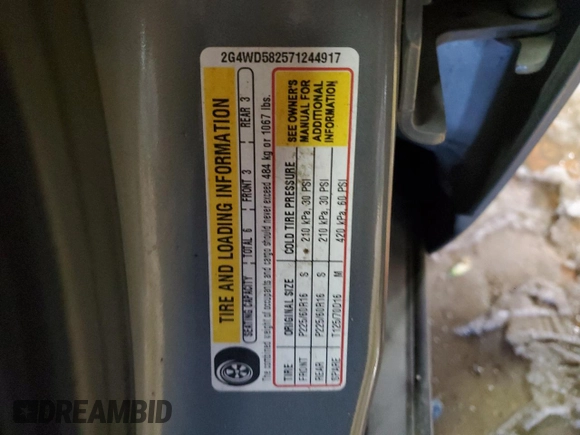 2G4WD582571244917
TIRE AND LOADING INFORMATION
SEATING CAPACITY TOTAL 6 FRONT 3 REAR 3
The combined weight of occupants and cargo should never exceed 484 kg or 1067 lbs.
TIRE ORIGINAL SIZE COLD TIRE PRESSURE
FRONT P225/60R16 S 210 kPa, 30 PSI
REAR P225/60R16 S 210 kPa, 30 PSI
SPARE T125/70D16 M 420 kPa, 60 PSI
SEE OWNER'S
MANUAL FOR
ADDITIONAL
INFORMATION
DREAMBID